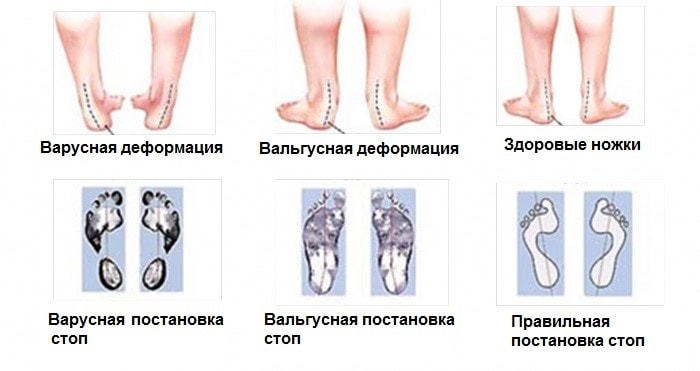 Варусная деформация
Вальгусная деформация
Здоровые ножки
Варусная постановка
стоп
Вальгусная постановка
стоп
Правильная
постановка стоп